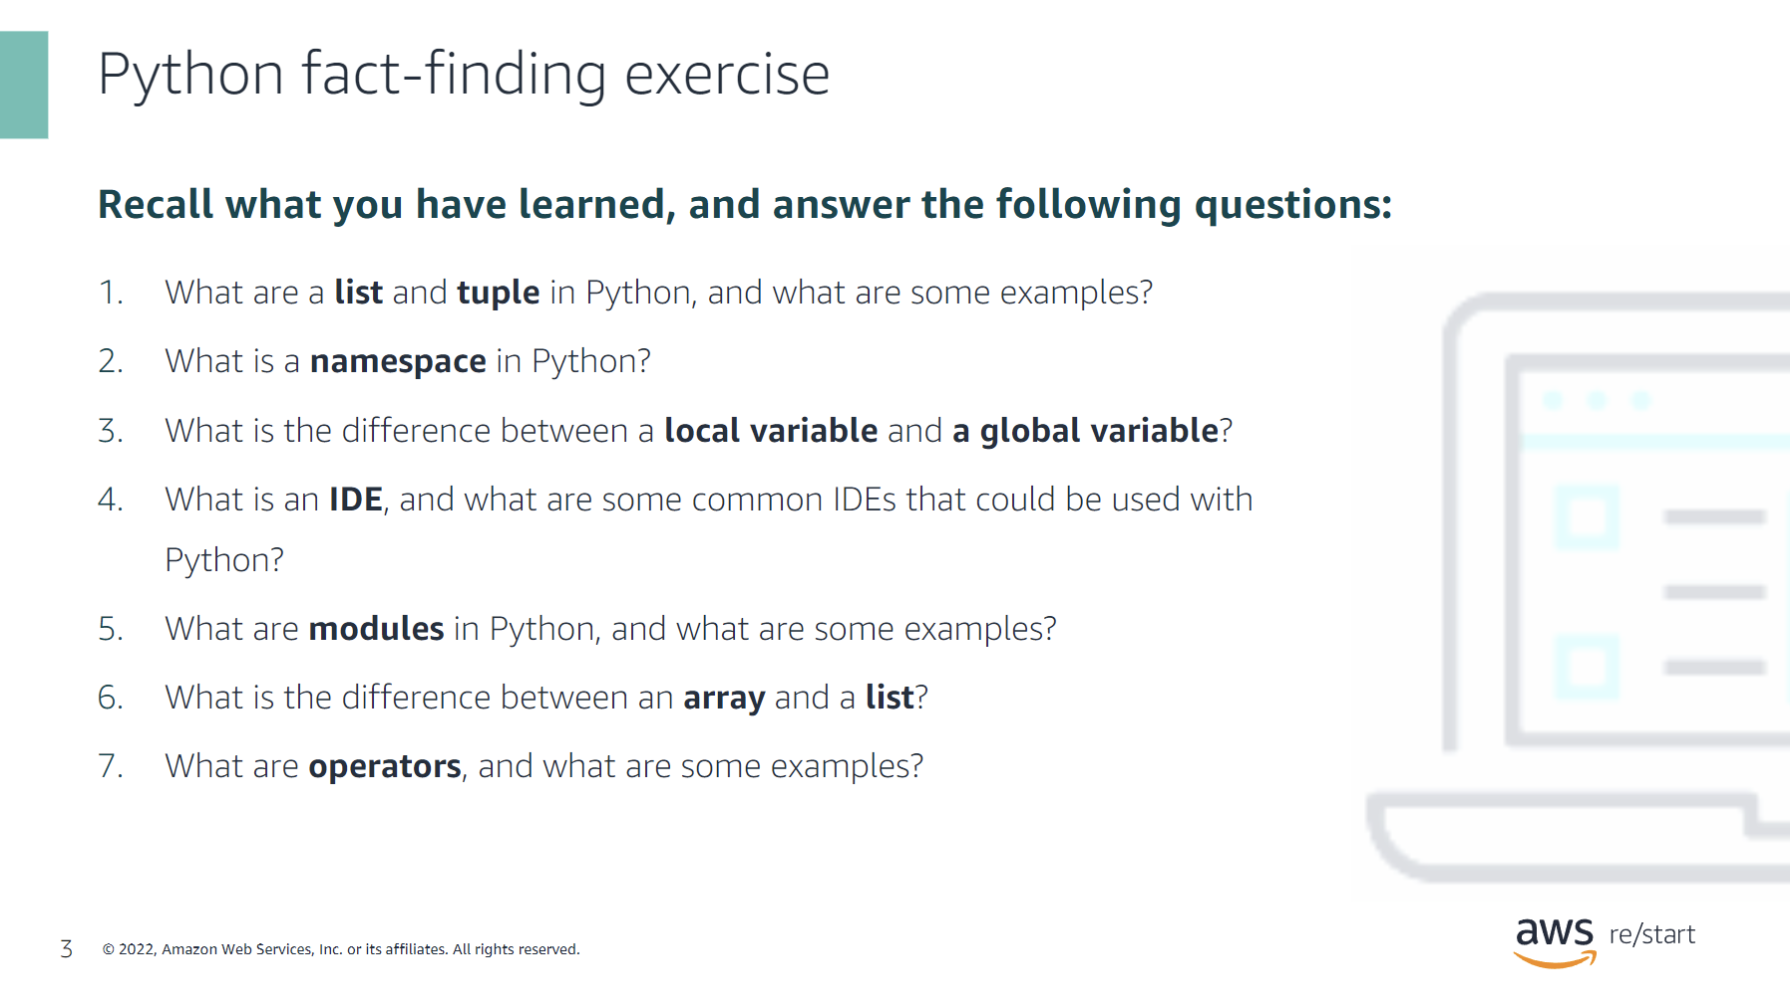 Python fact-finding exercise
Recall what you have learned, and answer the following questions:
1. What are a list and tuple in Python, and what are some examples?
2. What is a namespace in Python?
3. What is the difference between a local variable and a global variable?
4. What is an IDE, and what are some common IDEs that could be used with
Python?
5. What are modules in Python, and what are some examples?
6. What is the difference between an array and a list?
7. What are operators, and what are some examples?
3 © 2022, Amazon Web Services, Inc. or its affiliates. All rights reserved.
aws re/start